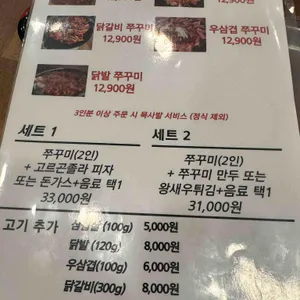 닭갈비 쭈꾸미
12,900원
우삼겹 쭈꾸미
12,900원
닭발 쭈꾸미
12,900원
3인분 이상 주문 시 묵사발 서비스 (정식 제외)
세트 1
쭈꾸미(2인)
+ 고르곤졸라 피자
또는 돈가스+음료 택1
33,000원
세트 2
쭈꾸미(2인)
+ 쭈꾸미 만두 또는
왕새우튀김+음료 택1
31,000원
고기 추가
삼겹살 (100g) 5,000원
닭발 (120g) 8,000원
우삼겹(100g) 6,000원
닭갈비(300g) 8,000원